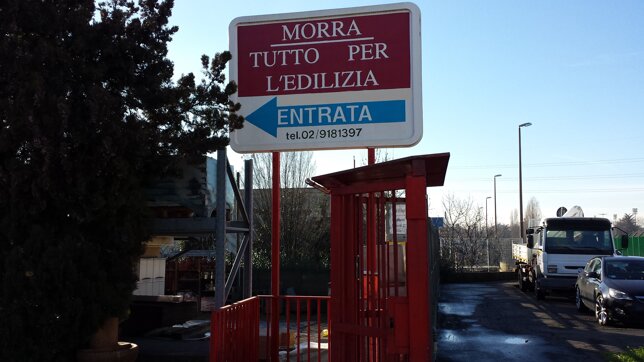 MORRA
TUTTO PER
L'EDILIZIA
ENTRATA
tel.02/9181397